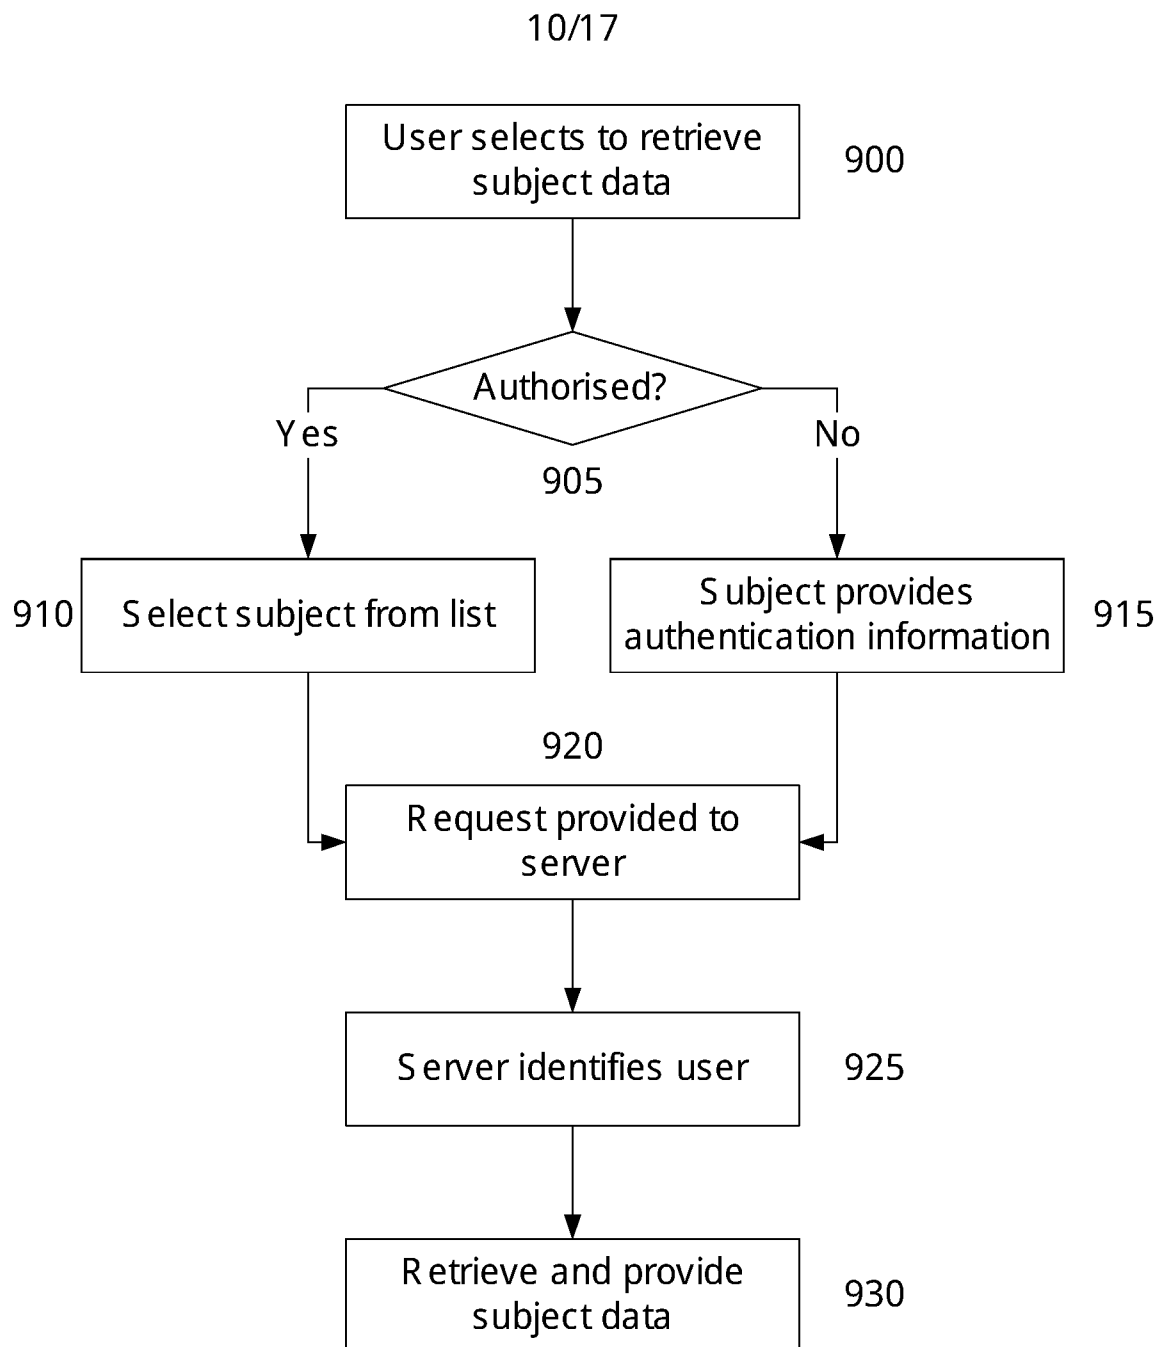 10/17
User selects to retrieve
subject data
900
Authorised?
Yes
No
905
910
Select subject from list
Subject provides
authentication information
915
920
Request provided to
server
Server identifies user
925
Retrieve and provide
subject data
930